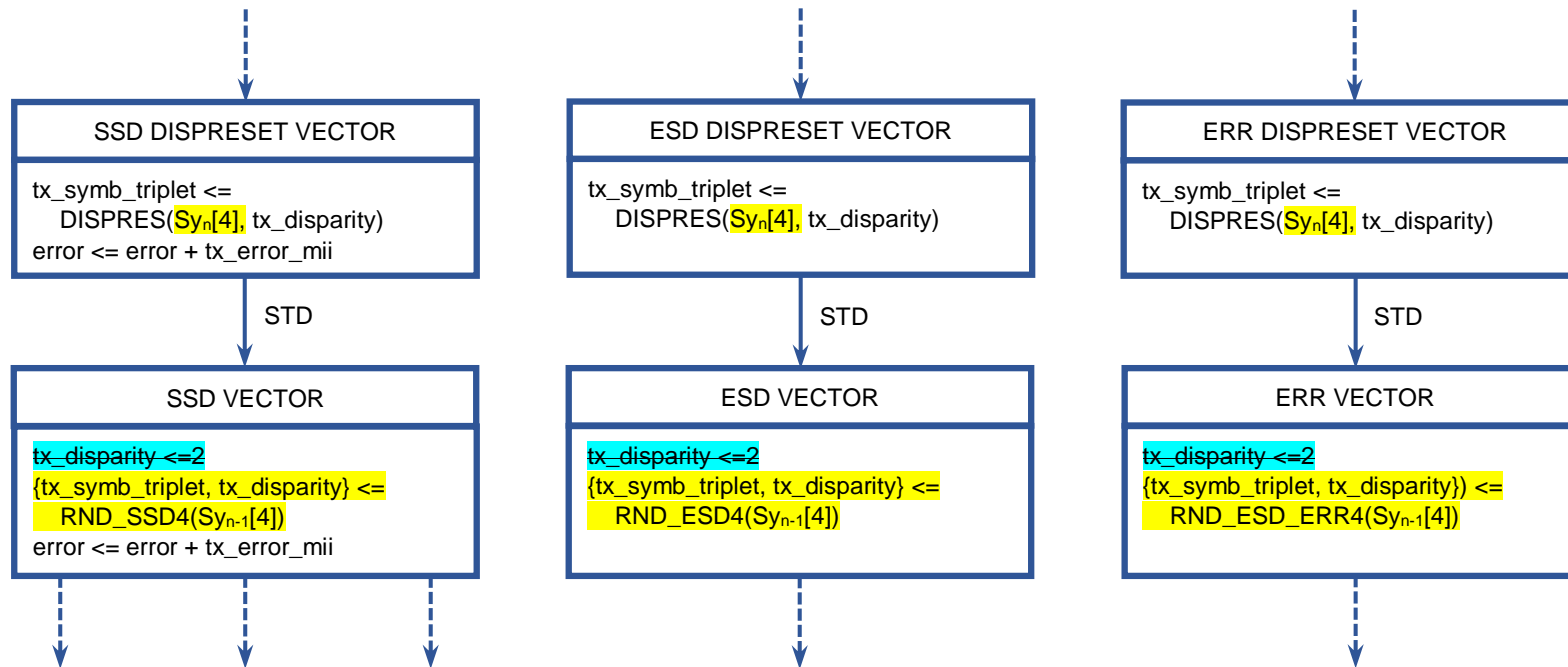 SSD DISPRESET VECTOR
tx_symb_triplet <=
DISPRES(Syn[4], tx_disparity)
error <= error + tx_error_mii
STD
SSD VECTOR
tx_disparity <=2
{tx_symb_triplet, tx_disparity} <=
RND_SSD4(Syn-1[4])
error <= error + tx_error_mii
ESD DISPRESET VECTOR
tx_symb_triplet <=
DISPRES(Syn[4], tx_disparity)
STD
ESD VECTOR
tx_disparity <=2
{tx_symb_triplet, tx_disparity} <=
RND_ESD4(Syn-1[4])
ERR DISPRESET VECTOR
tx_symb_triplet <=
DISPRES(Syn[4], tx_disparity)
STD
ERR VECTOR
tx_disparity <=2
{tx_symb_triplet, tx_disparity}) <=
RND_ESD_ERR4(Syn-1[4])